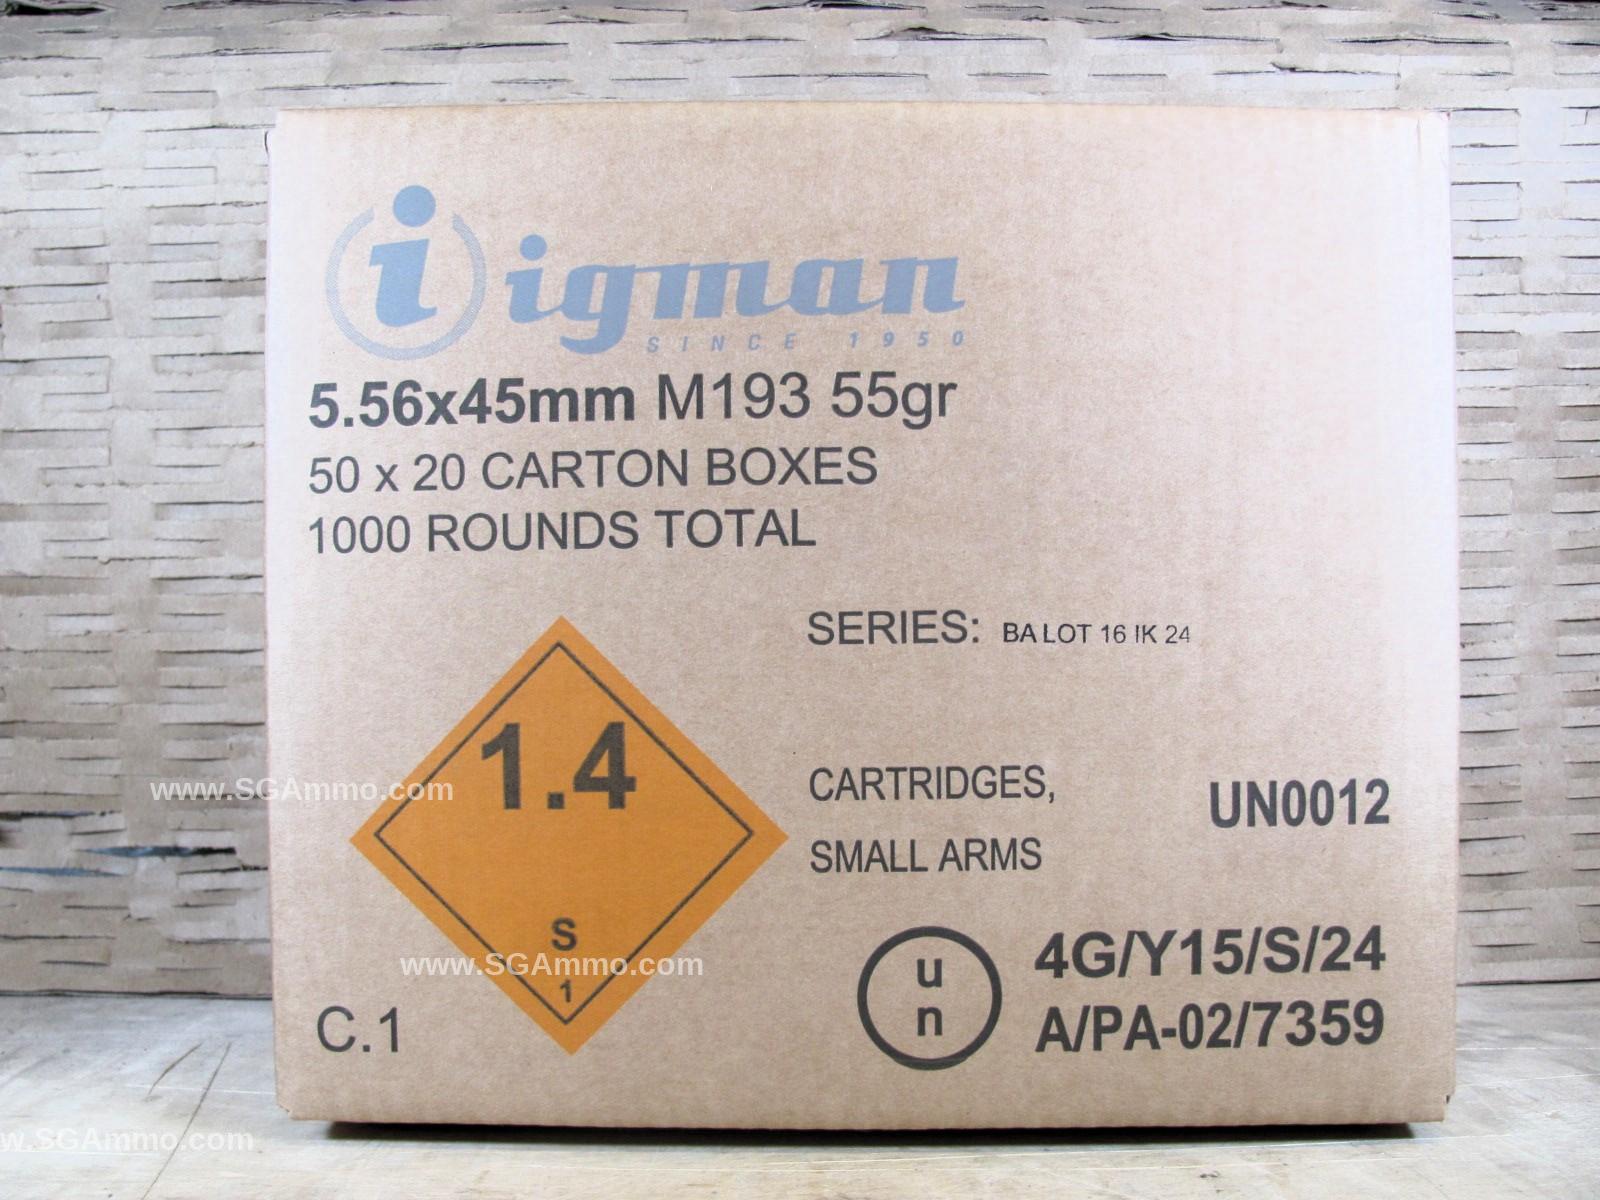 i igman
SINCE 1950
5.56x45mm M193 55gr
50 x 20 CARTON BOXES
1000 ROUNDS TOTAL
SERIES: BA LOT 16 IK 24
1.4
S
1
CARTRIDGES,
SMALL ARMS
UN0012
C.1
u
n
4G/Y15/S/24
A/PA-02/7359
www.SGAmmo.com
www.SGAmmo.com
w.SGAmmo.com